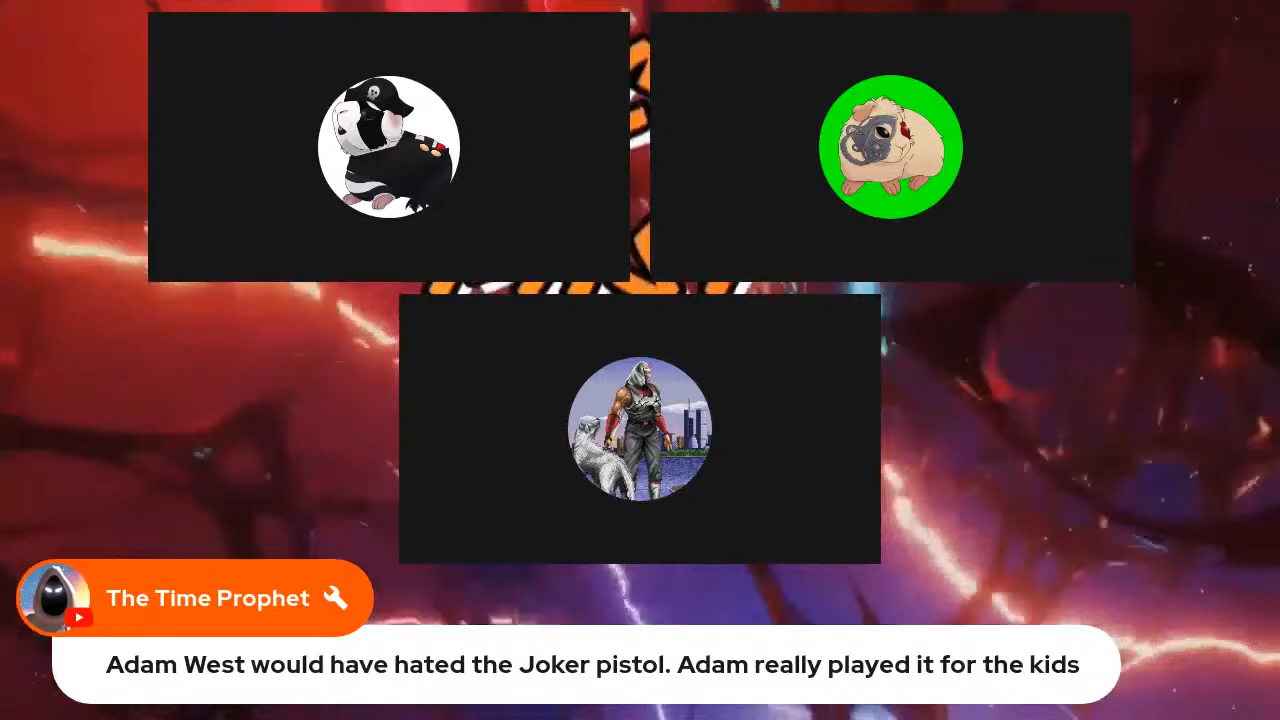 The Time Prophet
Adam West would have hated the Joker pistol. Adam really played it for the kids